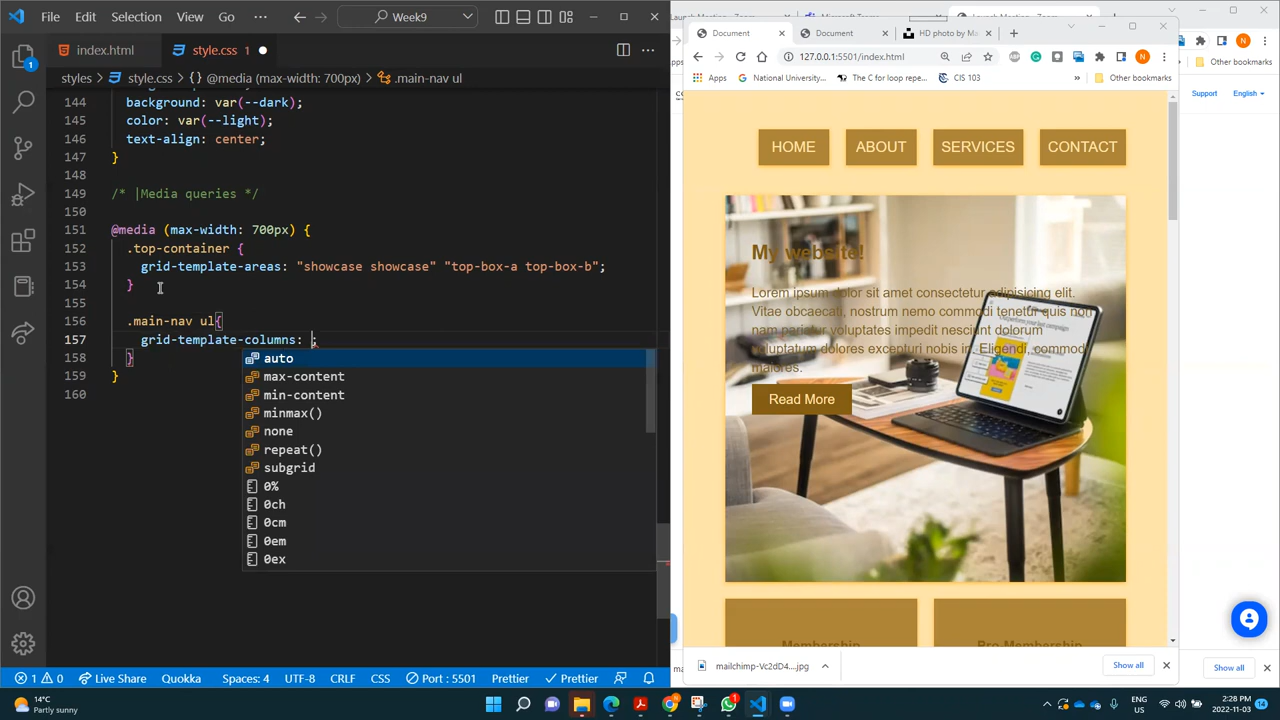 File Edit Selection ... Week9
index.html
style.css 1
styles > style.css > {} @media (max-width: 700px) > .main-nav ul
144 background: var(--dark);
145 color: var(--light);
146 text-align: center;
147 }
148
149 /* |Media queries */
150
151 @media (max-width: 700px) {
152 .top-container {
153 grid-template-areas: "showcase showcase" "top-box-a top-box-b";
154 }
155
156 .main-nav ul{
157 grid-template-columns: ;
158 }
159 }
160
auto
max-content
min-content
minmax()
none
repeat()
subgrid
0%
0ch
0cm
0em
0ex
1
1 0 Live Share Quokka Spaces: 4 UTF-8 CRLF CSS Port : 5501 Prettier Prettier
Document
Document
HD photo by Ma
127.0.0.1:5501/index.html
N
Apps
National University...
The C for loop repe...
CIS 103
»
Other bookmarks
HOME
ABOUT
SERVICES
CONTACT
My website!
Lorem ipsum dolor sit amet consectetur adipisicing elit.
Vitae obcaecati, nostrum nemo commodi tenetur quis non
nam pariatur voluptates impedit nesciunt dolorum
voluptatum dolores excepturi nobis in. Eligendi, commodi
maiores.
Read More
Membership
Pro Membership
mailchimp-Vc2dD4....jpg
Show all
N
Other bookmarks
Support
English
Show all
14°C
Partly sunny
1
ENG
US
2:28 PM
2022-11-03
14